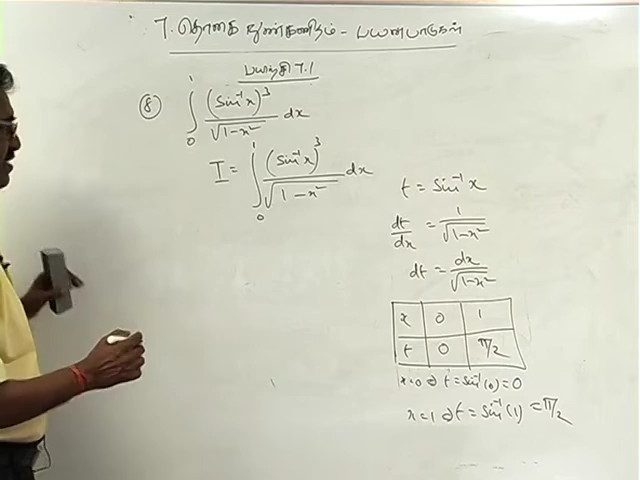 7. தொகை நுண்கணிதம் - பயன்பாடுகள்
பயிற்சி 7.1
⑧ ∫₀¹ (sin⁻¹x)³ / √(1-x²) dx
I = ∫₀¹ (sin⁻¹x)³ / √(1-x²) dx
t = sin⁻¹x
dt/dx = 1/√(1-x²)
dt = dx/√(1-x²)
x 0 1
t 0 π/2
x=0 ⇒ t = sin⁻¹(0) = 0
x=1 ⇒ t = sin⁻¹(1) = π/2